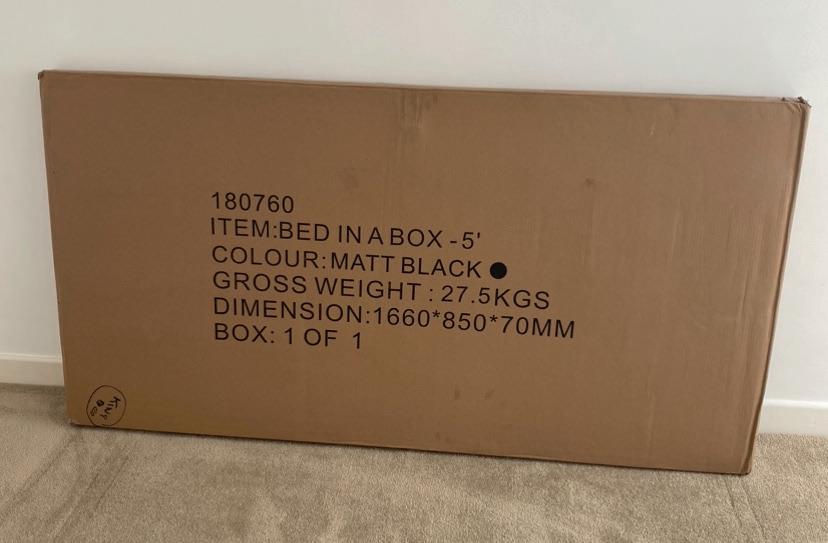 180760
ITEM:BED IN A BOX - 5'
COLOUR:MATT BLACK ●
GROSS WEIGHT : 27.5KGS
DIMENSION:1660*850*70MM
BOX: 1 OF 1
King